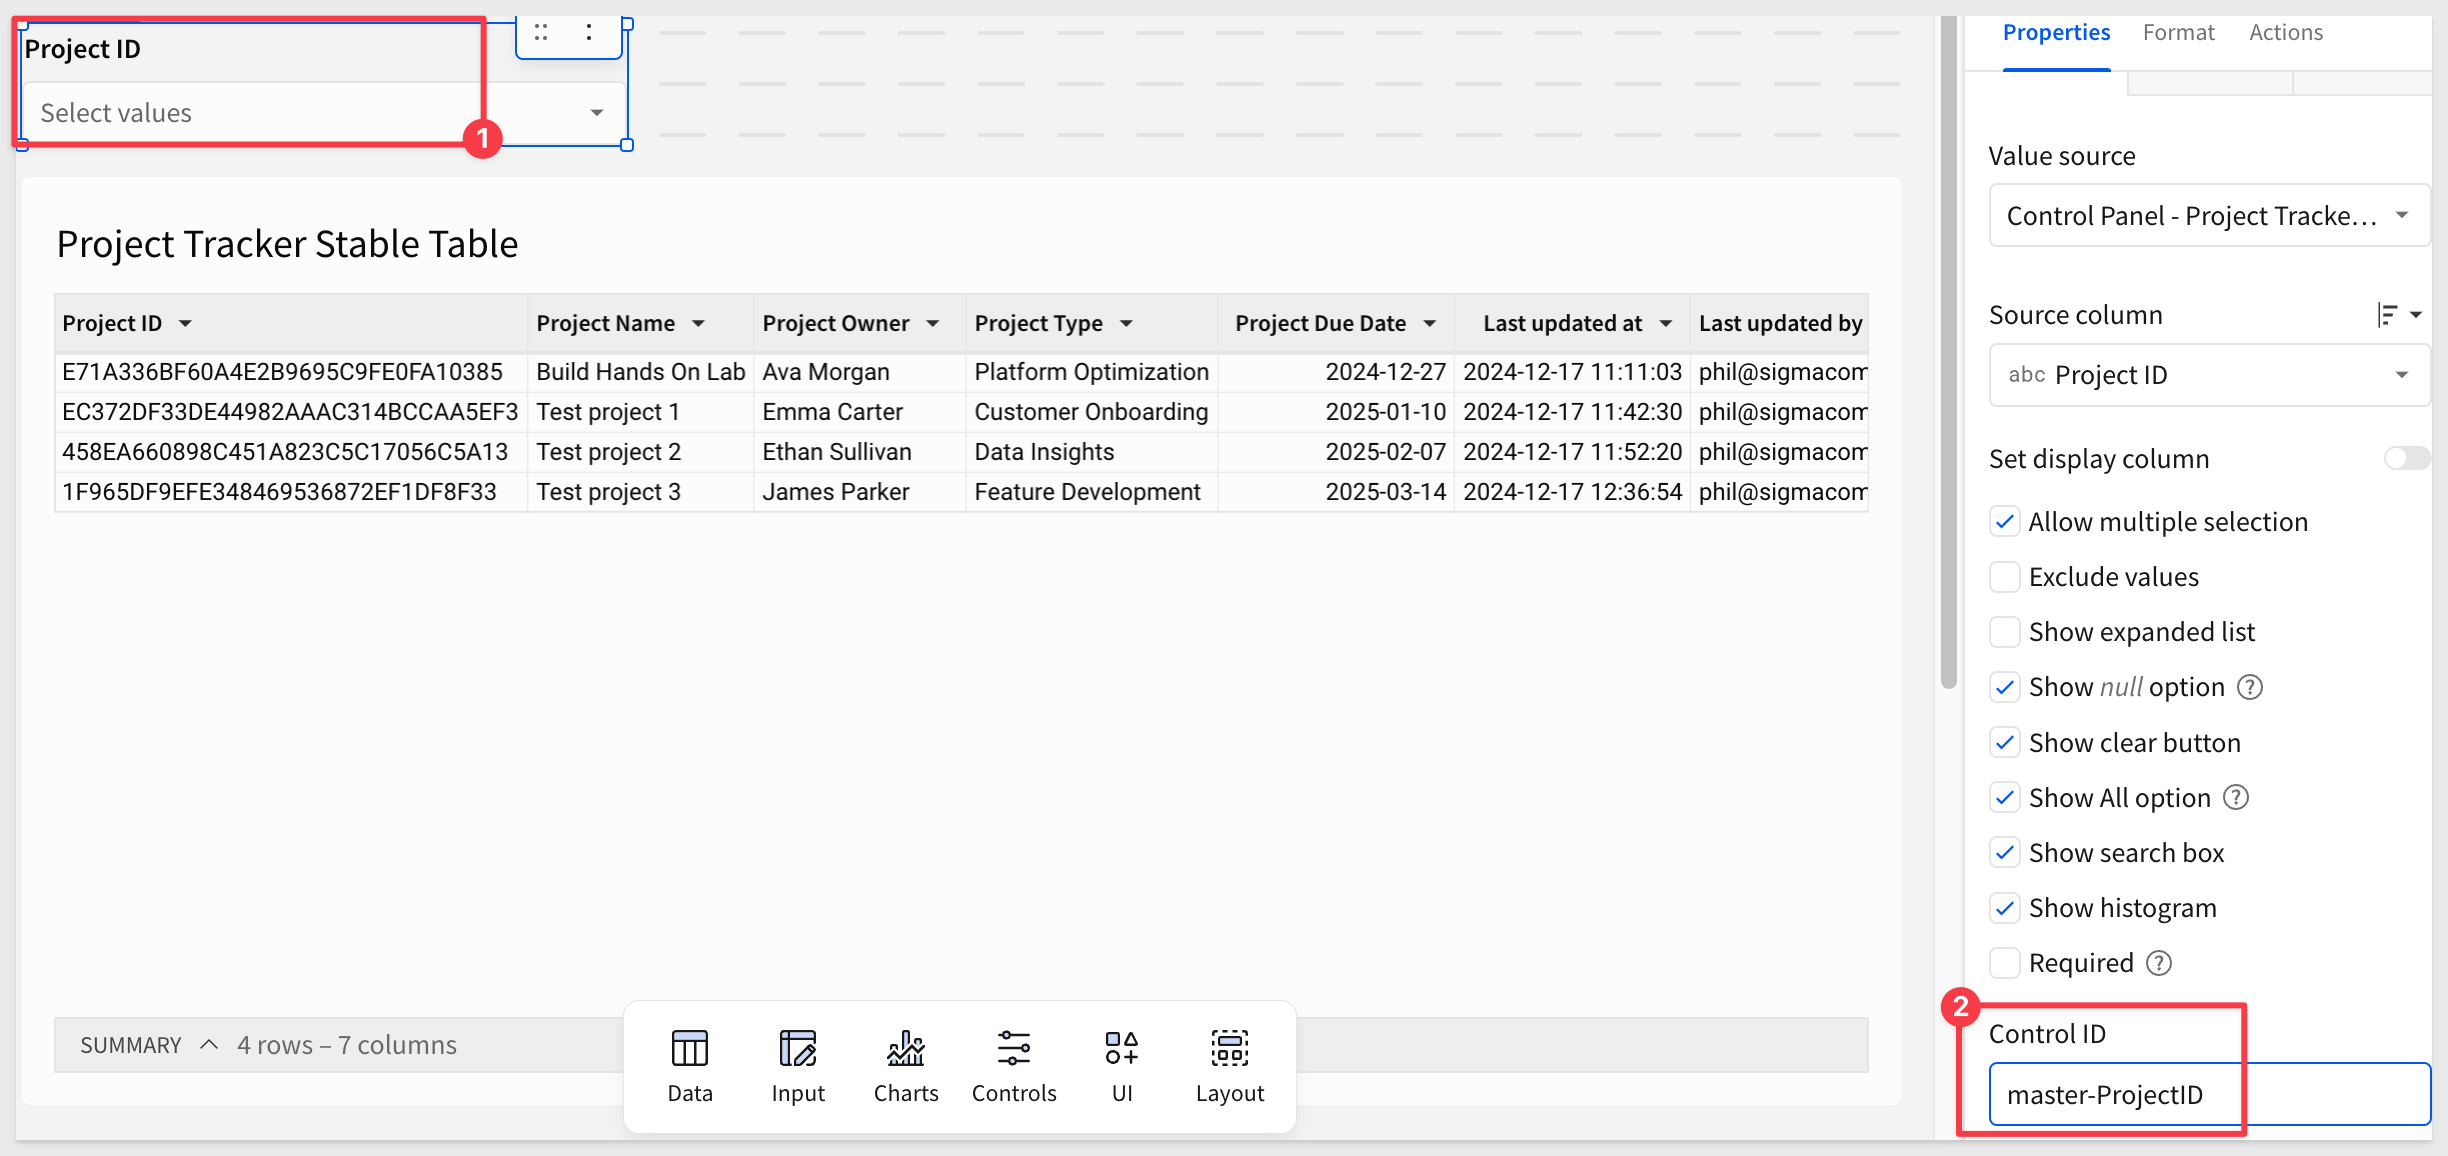 Project ID
Select values
1
Project Tracker Stable Table
Project ID Project Name Project Owner Project Type Project Due Date Last updated at Last updated by
E71A336BF60A4E2B9695C9FE0FA10385 Build Hands On Lab Ava Morgan Platform Optimization 2024-12-27 2024-12-17 11:11:03 phil@sigmacom
EC372DF33DE44982AAAC314BCCAA5EF3 Test project 1 Emma Carter Customer Onboarding 2025-01-10 2024-12-17 11:42:30 phil@sigmacom
458EA660898C451A823C5C17056C5A13 Test project 2 Ethan Sullivan Data Insights 2025-02-07 2024-12-17 11:52:20 phil@sigmacom
1F965DF9EFE348469536872EF1DF8F33 Test project 3 James Parker Feature Development 2025-03-14 2024-12-17 12:36:54 phil@sigmacom
SUMMARY 4 rows – 7 columns
Data Input Charts Controls UI Layout
Properties Format Actions
Value source
Control Panel - Project Tracke...
Source column
abc Project ID
Set display column
Allow multiple selection
Exclude values
Show expanded list
Show null option ?
Show clear button
Show All option ?
Show search box
Show histogram
Required ?
2
Control ID
master-ProjectID